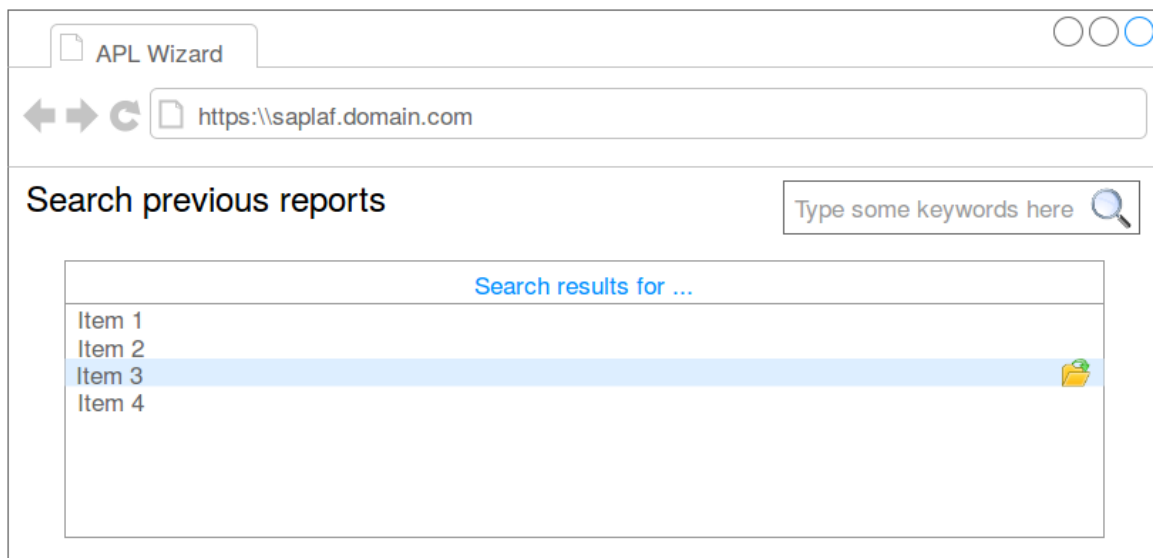 APL Wizard
https:\\saplaf.domain.com
Search previous reports
Type some keywords here
Search results for ...
Item 1
Item 2
Item 3
Item 4